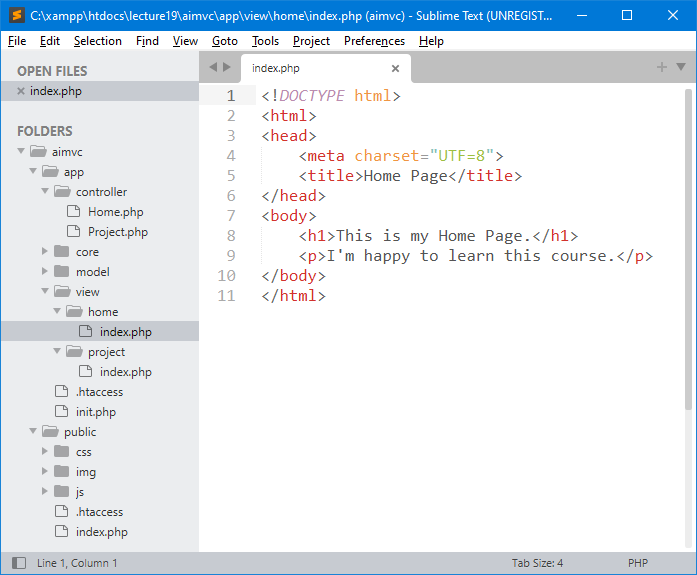 C:\xampp\htdocs\lecture19\aimvc\app\view\home\index.php (aimvc) - Sublime Text (UNREGIST...
File Edit Selection Find View Goto Tools Project Preferences Help
OPEN FILES
index.php
FOLDERS
aimvc
app
controller
Home.php
Project.php
core
model
view
home
index.php
project
index.php
.htaccess
init.php
public
css
img
js
.htaccess
index.php
index.php
1 <!DOCTYPE html>
2 <html>
3 <head>
4 <meta charset="UTF=8">
5 <title>Home Page</title>
6 </head>
7 <body>
8 <h1>This is my Home Page.</h1>
9 <p>I'm happy to learn this course.</p>
10 </body>
11 </html>
Line 1, Column 1 Tab Size: 4 PHP